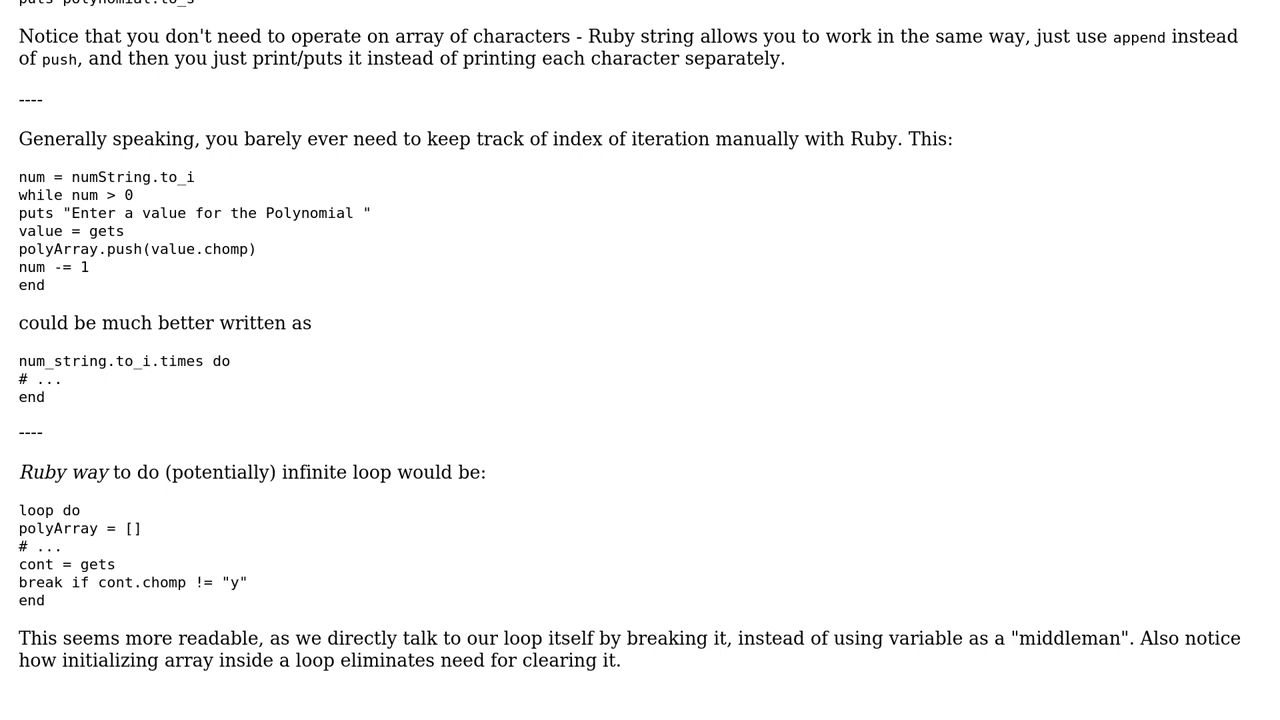 puts polynomial.to_s
Notice that you don't need to operate on array of characters - Ruby string allows you to work in the same way, just use append instead
of push, and then you just print/puts it instead of printing each character separately.
----
Generally speaking, you barely ever need to keep track of index of iteration manually with Ruby. This:
num = numString.to_i
while num > 0
puts "Enter a value for the Polynomial "
value = gets
polyArray.push(value.chomp)
num -= 1
end
could be much better written as
num_string.to_i.times do
# ...
end
----
Ruby way to do (potentially) infinite loop would be:
loop do
polyArray = []
# ...
cont = gets
break if cont.chomp != "y"
end
This seems more readable, as we directly talk to our loop itself by breaking it, instead of using variable as a "middleman". Also notice
how initializing array inside a loop eliminates need for clearing it.